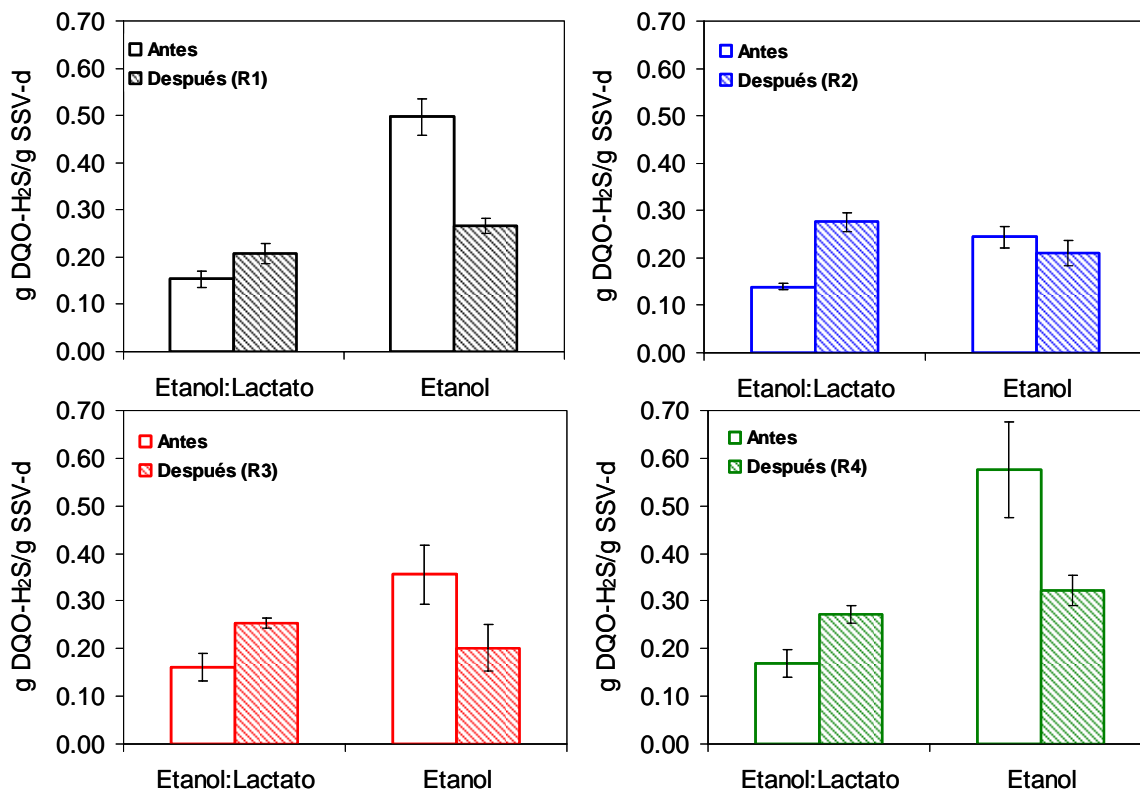 g DQO-H₂S/g SSV-d
0.70
0.60
0.50
0.40
0.30
0.20
0.10
0.00
Antes
Después (R1)
Etanol:Lactato Etanol
g DQO-H₂S/g SSV-d
0.70
0.60
0.50
0.40
0.30
0.20
0.10
0.00
Antes
Después (R2)
Etanol:Lactato Etanol
g DQO-H₂S/g SSV-d
0.70
0.60
0.50
0.40
0.30
0.20
0.10
0.00
Antes
Después (R3)
Etanol:Lactato Etanol
g DQO-H₂S/g SSV-d
0.70
0.60
0.50
0.40
0.30
0.20
0.10
0.00
Antes
Después (R4)
Etanol:Lactato Etanol